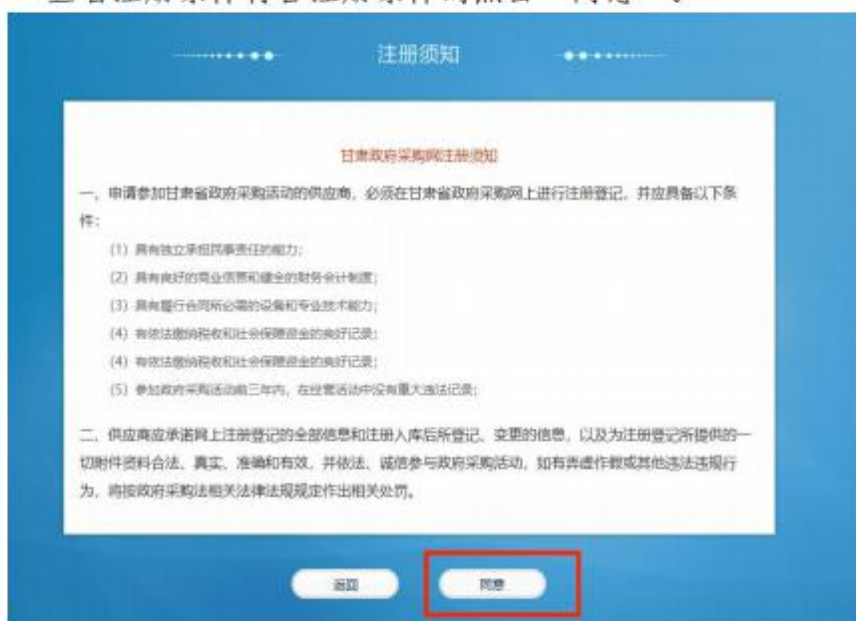 注册须知
甘肃政府采购网注册须知
一、申请参加甘肃省政府采购活动的供应商，必须在甘肃省政府采购网上进行注册登记，并应具备以下条
件：
（1）具有独立承担民事责任的能力；
（2）具有良好的商业信誉和健全的财务会计制度；
（3）具有履行合同所必需的设备和专业技术能力；
（4）有依法缴纳税收和社会保障资金的良好记录；
（4）有依法缴纳税收和社会保障资金的良好记录；
（5）参加政府采购活动前三年内，在经营活动中没有重大违法记录；
二、供应商应承诺网上注册登记的全部信息和注册入库后所登记、变更的信息，以及为注册登记所提供的一
切附件资料合法、真实、准确和有效，并依法、诚信参与政府采购活动，如有弄虚作假或其他违法违规行
为，将按政府采购法相关法律法规规定作出相关处罚。
返回
同意